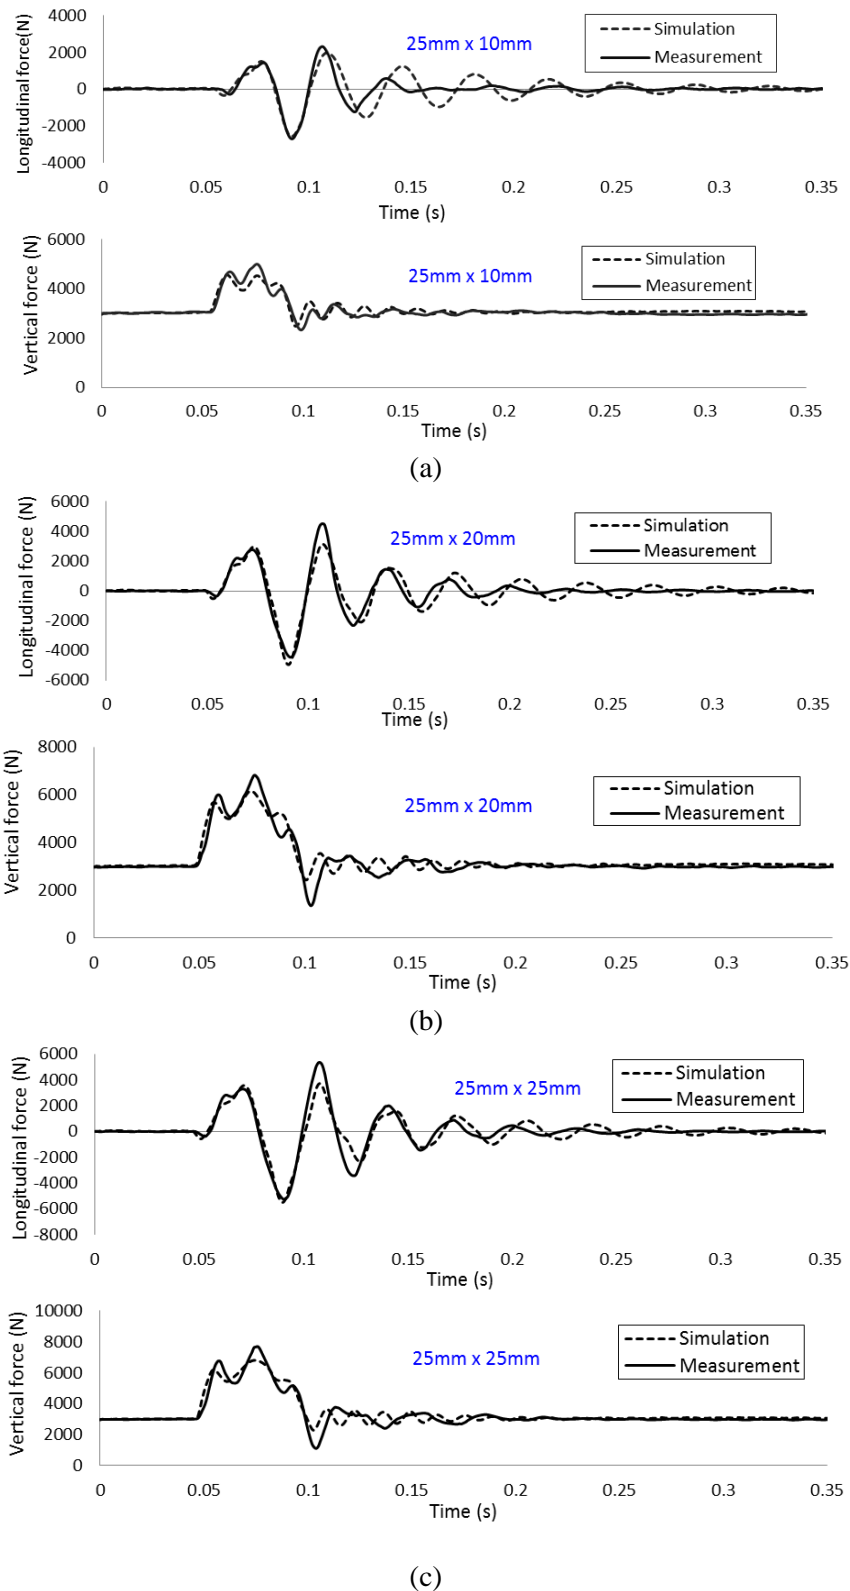 Longitudinal force(N)
4000
2000
0
-2000
-4000
25mm x 10mm
Simulation
Measurement
0 0.05 0.1 0.15 0.2 0.25 0.3 0.35
Time (s)
Vertical force (N)
6000
4000
2000
0
25mm x 10mm
Simulation
Measurement
0 0.05 0.1 0.15 0.2 0.25 0.3 0.35
Time (s)
(a)
Longitudinal force (N)
6000
4000
2000
0
-2000
-4000
-6000
25mm x 20mm
Simulation
Measurement
0 0.05 0.1 0.15 0.2 0.25 0.3 0.35
Time (s)
Vertical force (N)
8000
6000
4000
2000
0
25mm x 20mm
Simulation
Measurement
0 0.05 0.1 0.15 0.2 0.25 0.3 0.35
Time (s)
(b)
Longitudinal force (N)
6000
4000
2000
0
-2000
-4000
-6000
-8000
25mm x 25mm
Simulation
Measurement
0 0.05 0.1 0.15 0.2 0.25 0.3 0.35
Time (s)
Vertical force (N)
10000
8000
6000
4000
2000
0
25mm x 25mm
Simulation
Measurement
0 0.05 0.1 0.15 0.2 0.25 0.3 0.35
Time (s)
(c)